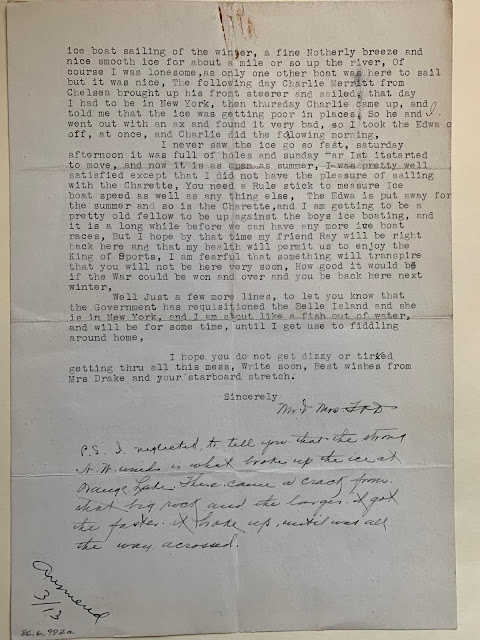 ice boat sailing of the winter, a fine Notherly breeze and
nice smooth ice for about a mile or so up the river, Of
course I was lonesome,as only one other boat was here to sail
but it was nice, The following day Charlie Merritt from
Chelsea brought up his front steerer and sailed, that day
I had to be in New York, then thursday Charlie came up, and
told me that the ice was getting poor in places, So he and I.
went out with an ax and found it very bad, so I took the Edwa
off, at once, and Charlie did the following morning,
I never saw the ice go so fast, saturday
afternoon it was full of holes and sunday Mar 1st itstarted
to move, and now it is as open as summer, I was pretty well
satisfied except that I did not have the pleasure of sailing
with the Charette, You need a Rule stick to measure Ice
boat speed as well as any thing else, The Edwa is put away for
the summer and so is the Charette,and I am getting to be a
pretty old fellow to be up against the boys ice boating, and
it is a long while before we can have any more ice boat
races, But I hope by that time my friend Ray will be right
back here and that my health will permit us to enjoy the
King of Sports, I am fearful that something will transpire
that you will not be here very soon, How good it would be
if the War could be won and over and you be back here next
winter,
Well Just a few more lines, to let you know that
the Government has requisitioned the Belle Island and she
is in New York, and I am about like a fish out of water,
and will be for some time, until I get use to fiddling
around home,
I hope you do not get dizzy or tired
getting thru all this mess, Write soon, Best wishes from
Mrs Drake and your starboard stretch.
Sincerely
Mr & Mrs
P.S. I neglected to tell you that the strong
N.W. winds is what broke up the ice at
Orange Lake. There came a crack from
that big rock and the larger it got
the faster it broke up, until was all
the way acrossed.
3/13
86.6.982a